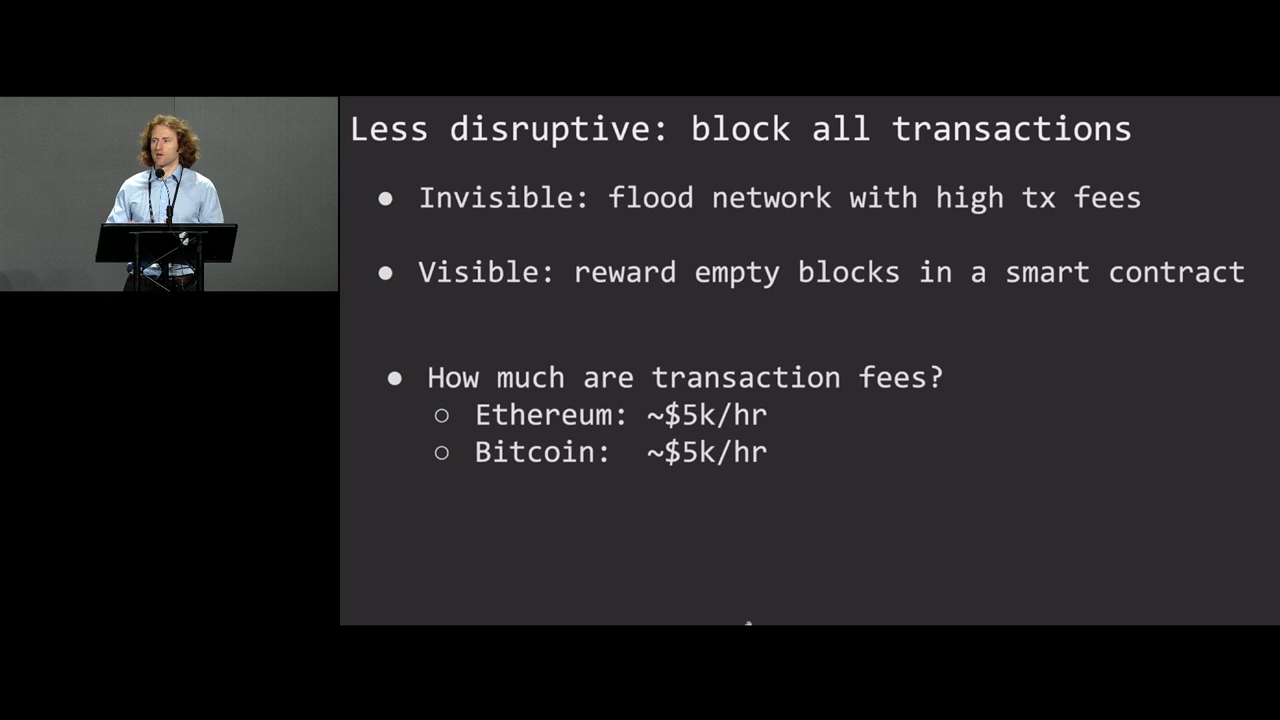 Less disruptive: block all transactions
● Invisible: flood network with high tx fees
● Visible: reward empty blocks in a smart contract
● How much are transaction fees?
○ Ethereum: ~$5k/hr
○ Bitcoin: ~$5k/hr